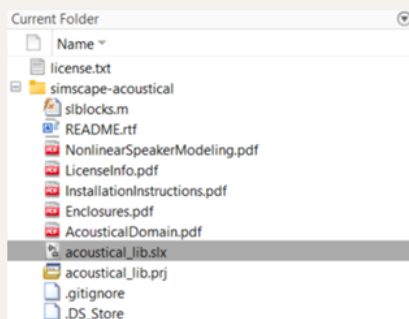 Current Folder
Name
license.txt
simscape-acoustical
slblocks.m
README.rtf
NonlinearSpeakerModeling.pdf
LicenseInfo.pdf
InstallationInstructions.pdf
Enclosures.pdf
AcousticalDomain.pdf
acoustical_lib.slx
acoustical_lib.prj
.gitignore
.DS_Store